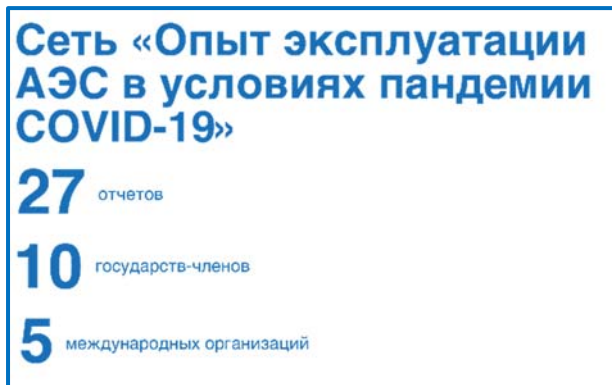 Сеть «Опыт эксплуатации
АЭС в условиях пандемии
COVID-19»
27 отчетов
10 государств-членов
5 международных организаций